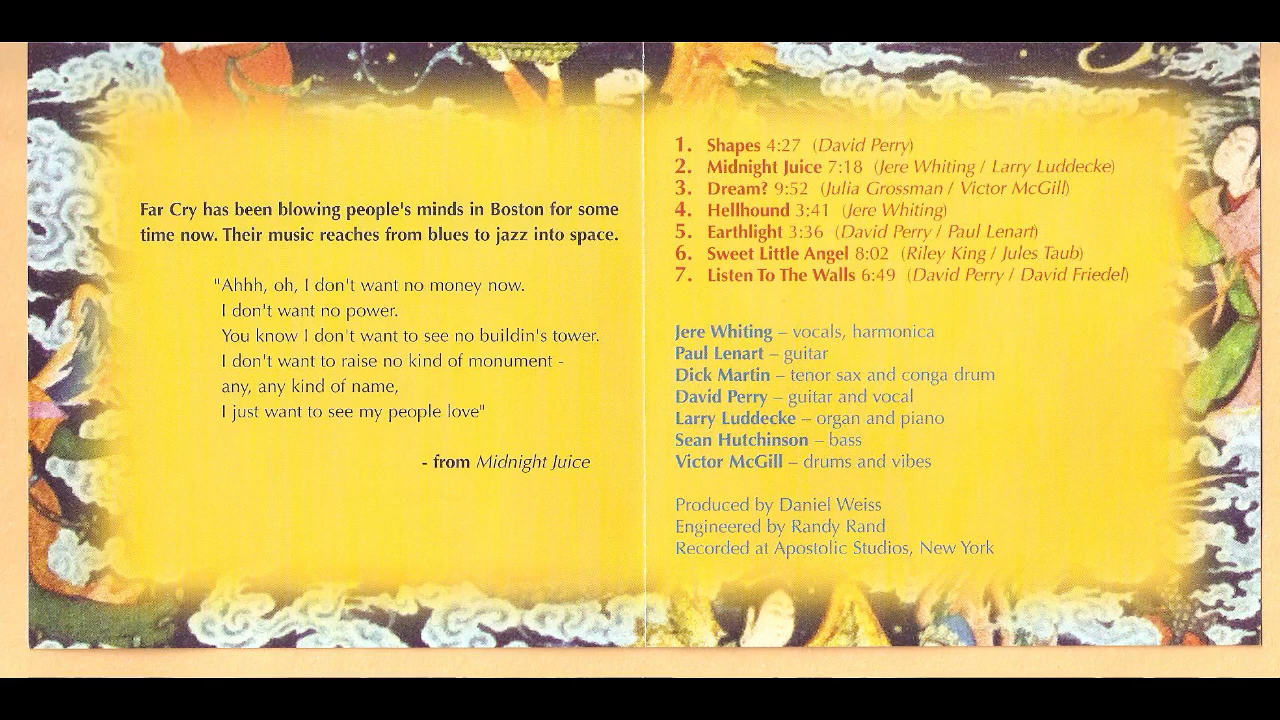 Far Cry has been blowing people's minds in Boston for some
time now. Their music reaches from blues to jazz into space.
"Ahhh, oh, I don't want no money now.
I don't want no power.
You know I don't want to see no buildin's tower.
I don't want to raise no kind of monument -
any, any kind of name,
I just want to see my people love"
- from Midnight Juice
1. Shapes 4:27 (David Perry)
2. Midnight Juice 7:18 (Jere Whiting / Larry Luddecke)
3. Dream? 9:52 (Julia Grossman / Victor McGill)
4. Hellhound 3:41 (Jere Whiting)
5. Earthlight 3:36 (David Perry / Paul Lenart)
6. Sweet Little Angel 8:02 (Riley King / Jules Taub)
7. Listen To The Walls 6:49 (David Perry / David Friedel)
Jere Whiting – vocals, harmonica
Paul Lenart – guitar
Dick Martin – tenor sax and conga drum
David Perry – guitar and vocal
Larry Luddecke – organ and piano
Sean Hutchinson – bass
Victor McGill – drums and vibes
Produced by Daniel Weiss
Engineered by Randy Rand
Recorded at Apostolic Studios, New York